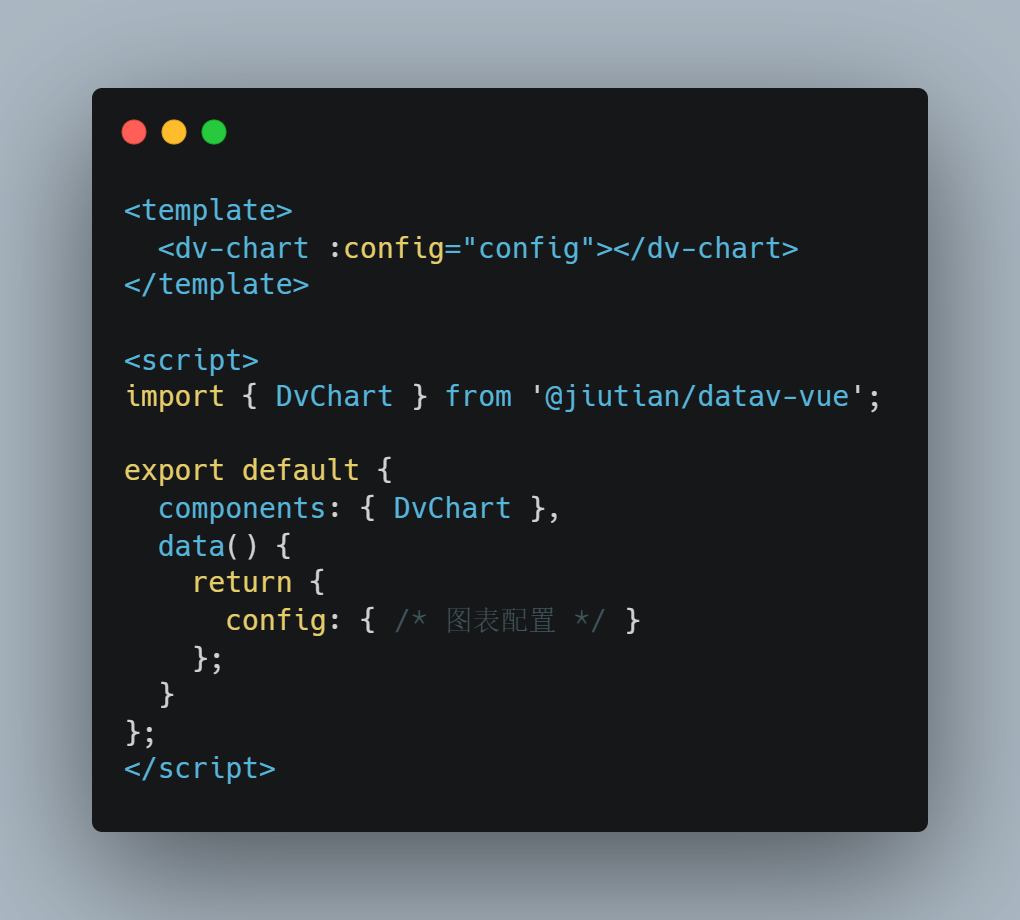 <template>
  <dv-chart :config="config"></dv-chart>
</template>

<script>
import { DvChart } from '@jiutian/datav-vue';

export default {
  components: { DvChart },
  data() {
    return {
      config: { /* 图表配置 */ }
    };
  }
};
</script>